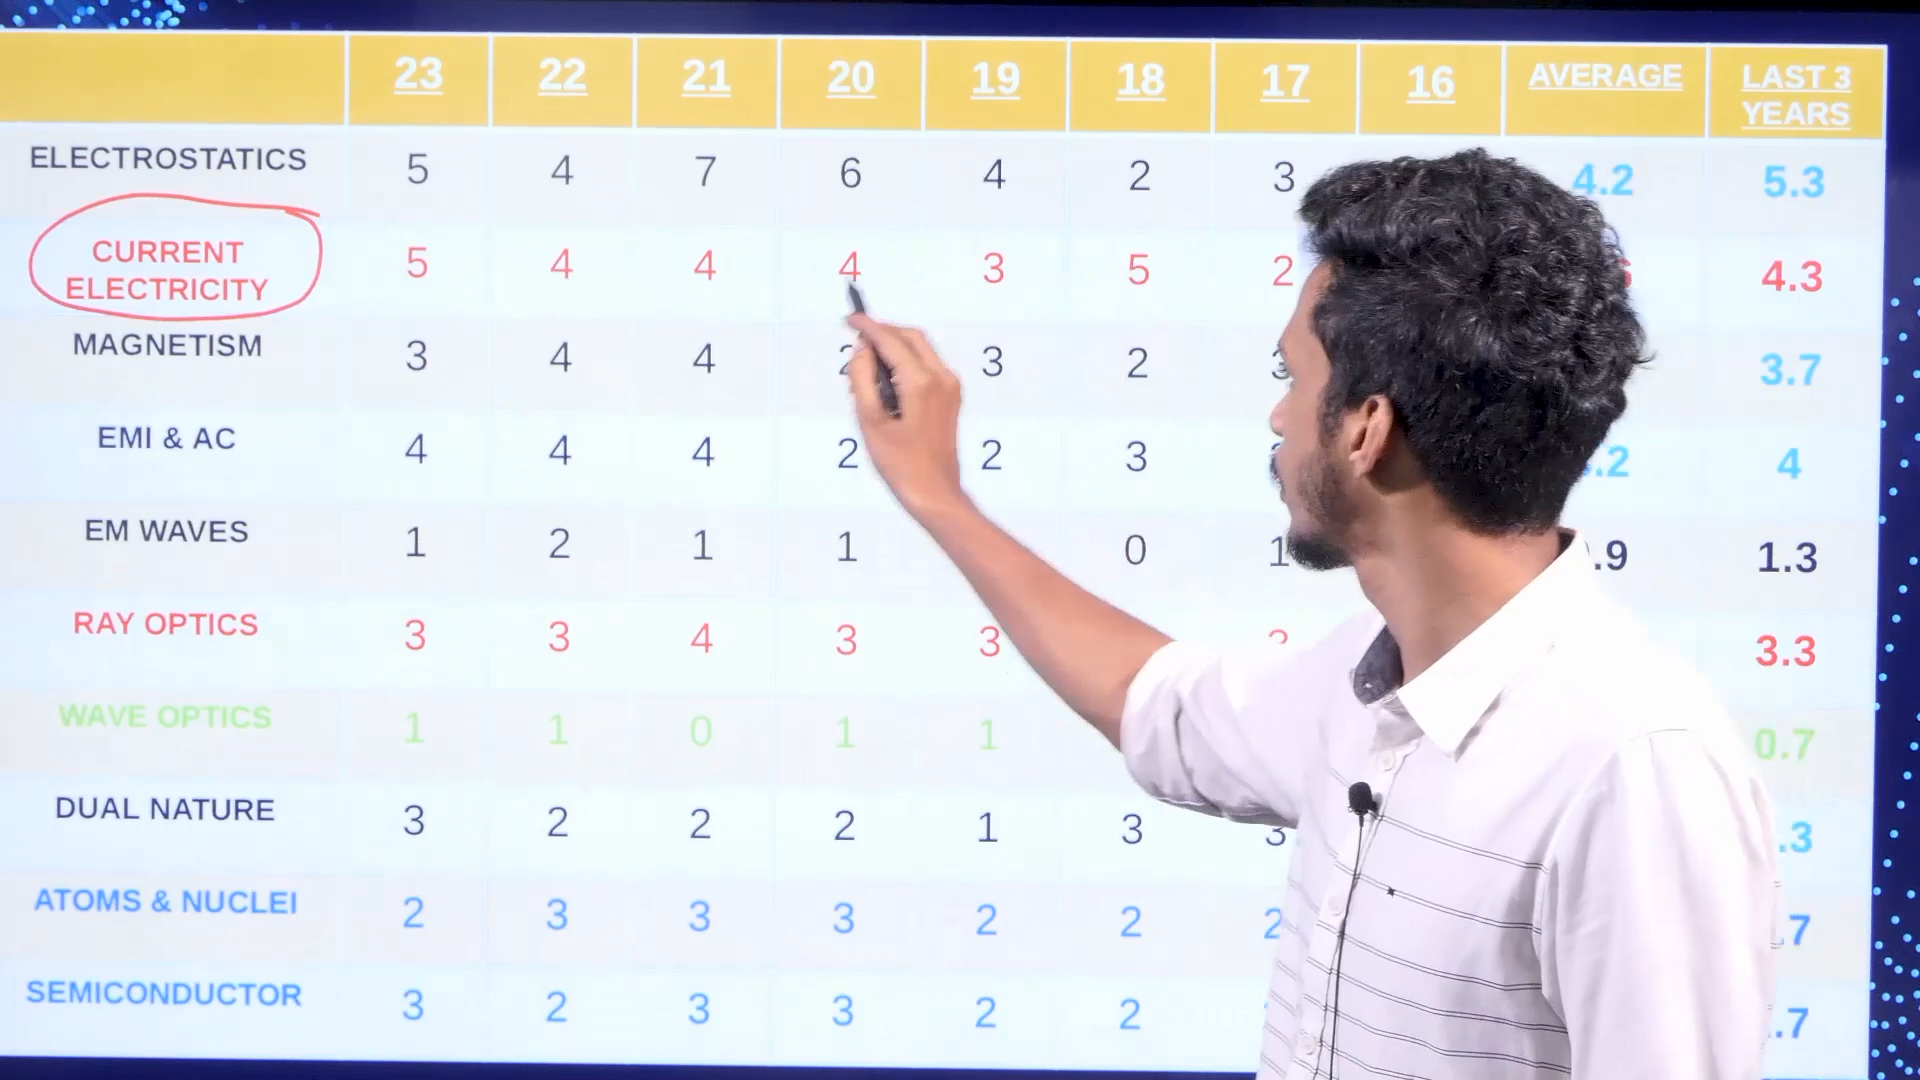 23 22 21 20 19 18 17 16 AVERAGE LAST 3
YEARS
ELECTROSTATICS 5 4 7 6 4 2 3 4.2 5.3
CURRENT
ELECTRICITY 5 4 4 4 3 5 2 4.3
MAGNETISM 3 4 4 2 3 2 3 3.7
EMI & AC 4 4 4 2 2 3 .2 4
EM WAVES 1 2 1 1 0 1 .9 1.3
RAY OPTICS 3 3 4 3 3 3.3
WAVE OPTICS 1 1 0 1 1 0.7
DUAL NATURE 3 2 2 2 1 3 3 .3
ATOMS & NUCLEI 2 3 3 3 2 2 2 .7
SEMICONDUCTOR 3 2 3 3 2 2 .7